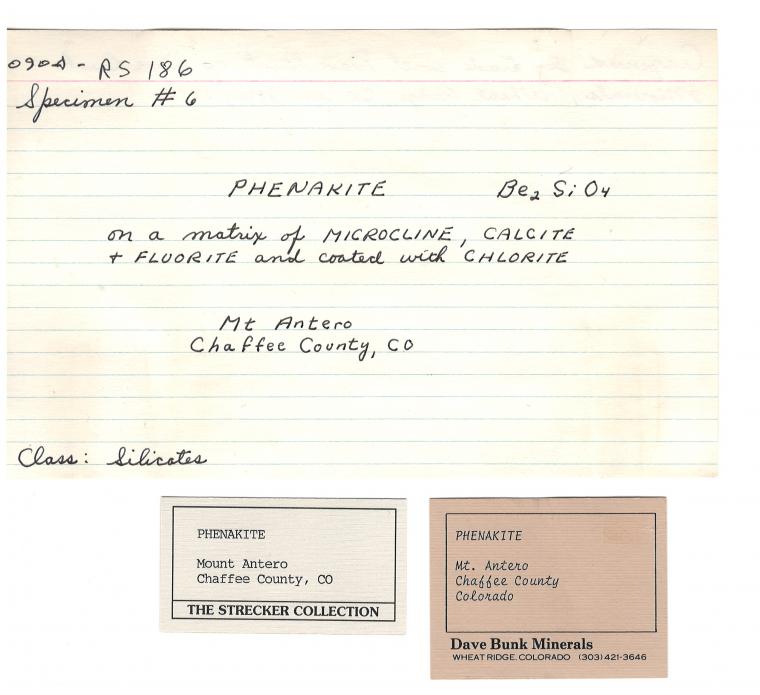 090A - RS 186
Specimen # 6
PHENAKITE Be₂ Si O₄
on a matrix of MICROCLINE, CALCITE
+ FLUORITE and coated with CHLORITE
Mt Antero
Chaffee County, CO
Class: Silicates
PHENAKITE
Mount Antero
Chaffee County, CO
THE STRECKER COLLECTION
PHENAKITE
Mt. Antero
Chaffee County
Colorado
Dave Bunk Minerals
WHEAT RIDGE, COLORADO (303) 421-3646